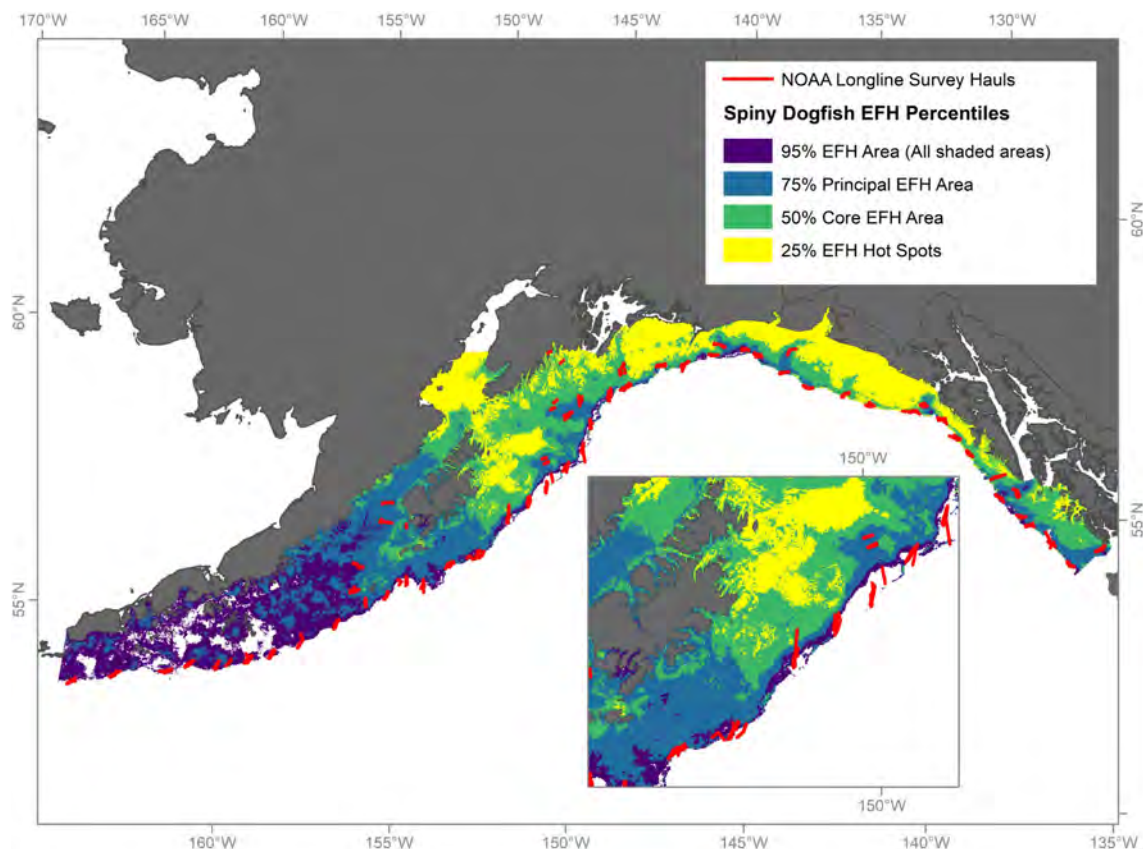 170°W 165°W 160°W 155°W 150°W 145°W 140°W 135°W 130°W
NOAA Longline Survey Hauls
Spiny Dogfish EFH Percentiles
95% EFH Area (All shaded areas)
75% Principal EFH Area
50% Core EFH Area
25% EFH Hot Spots
60°N
60°N
150°W
55°N
55°N
150°W
160°W 155°W 150°W 145°W 140°W 135°W